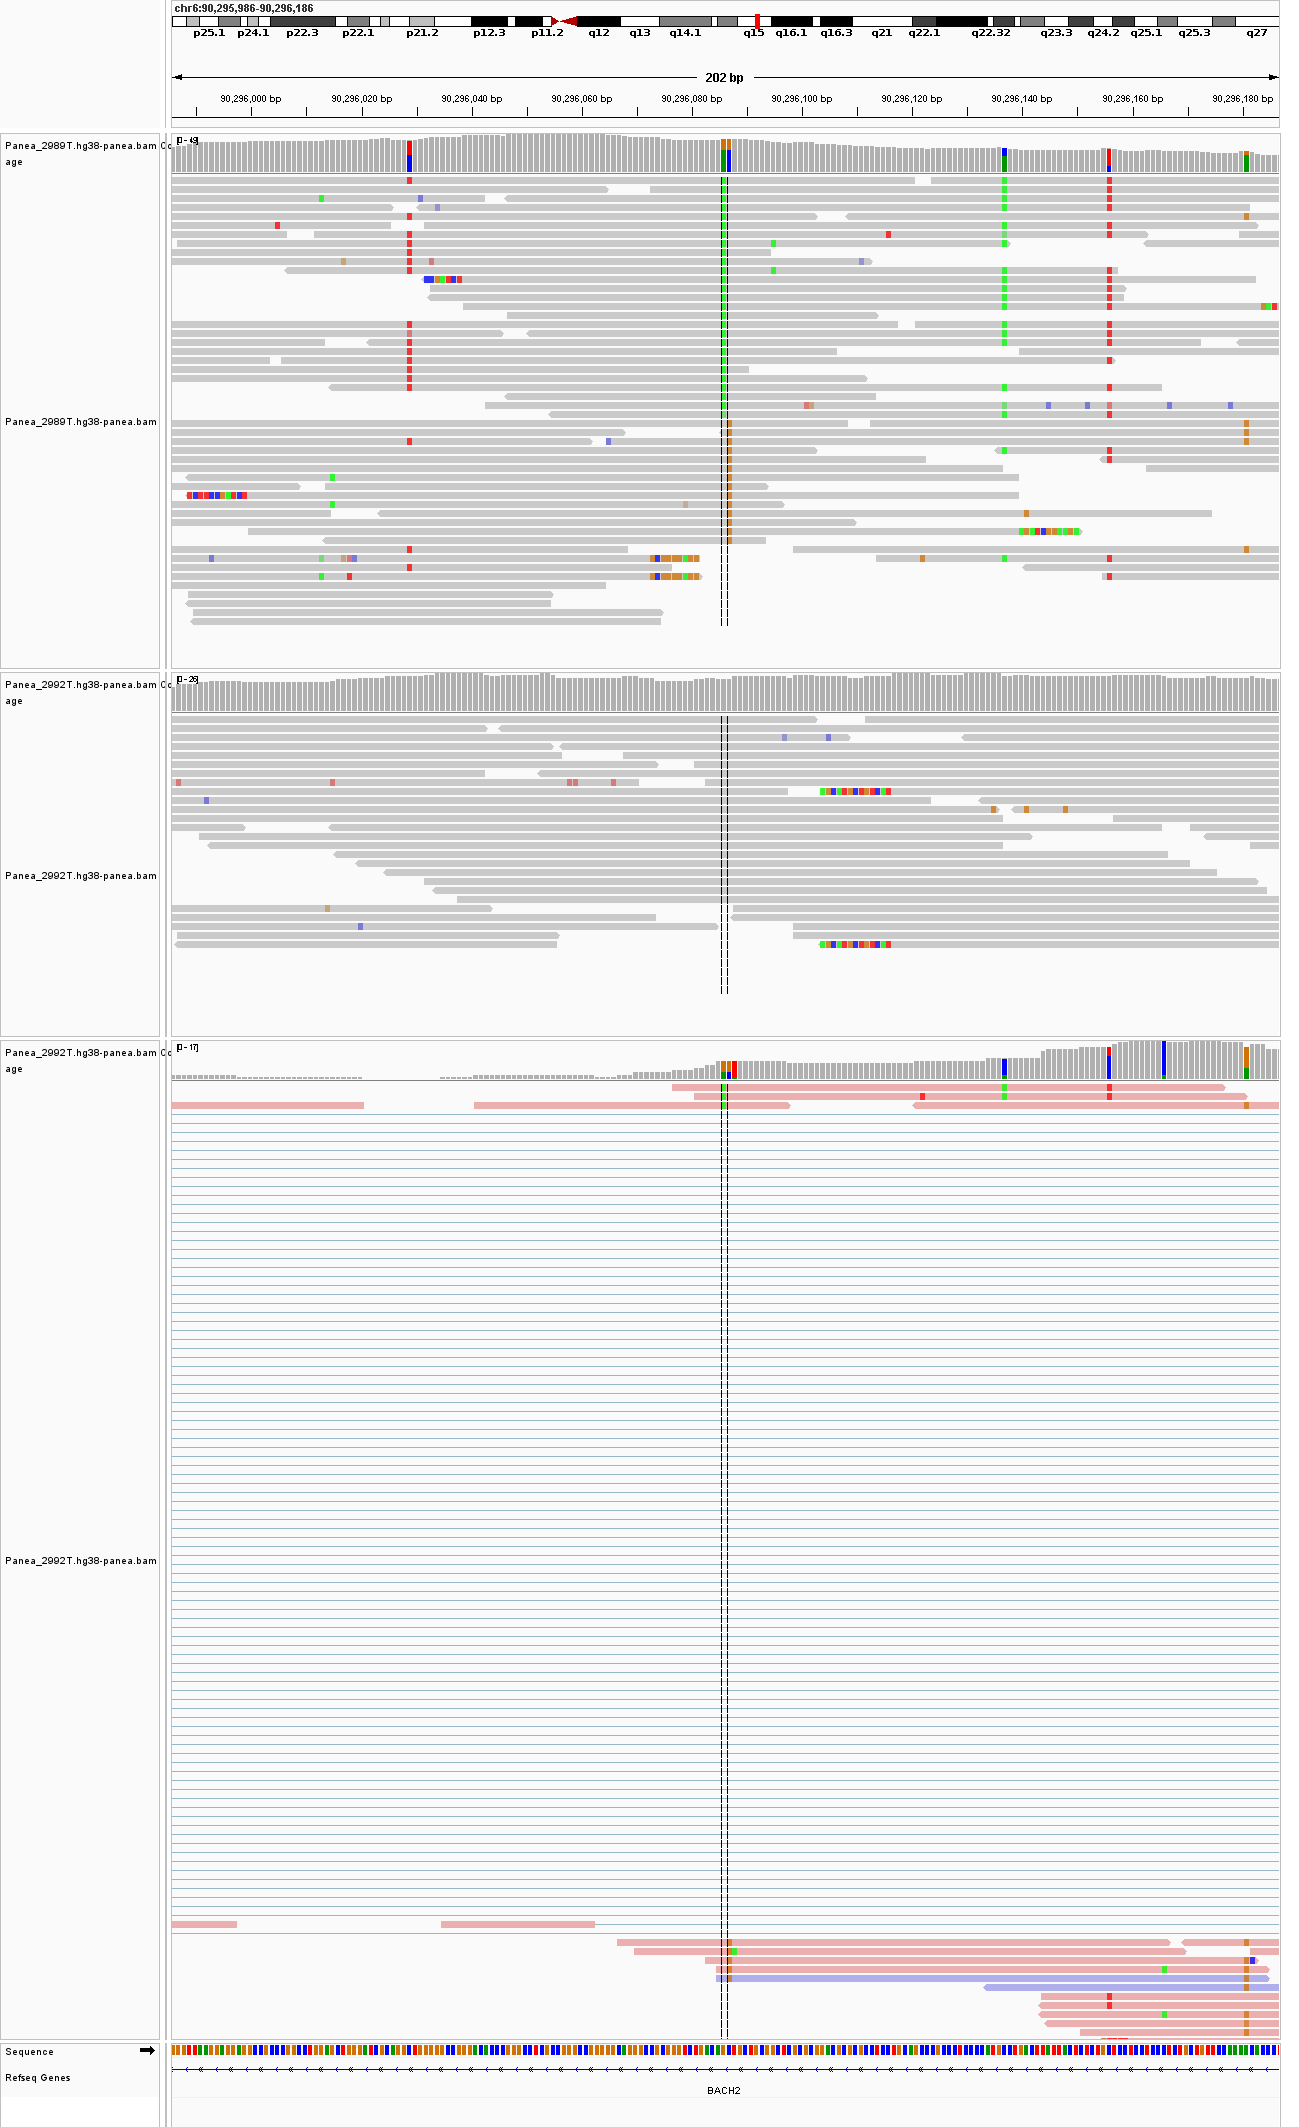 chr6:90,295,986-90,296,186
p25.1 p24.1 p22.3 p22.1 p21.2 p12.3 p11.2 q12 q13 q14.1 q15 q16.1 q16.3 q21 q22.1 q22.32 q23.3 q24.2 q25.1 q25.3 q27
202 bp
90,296,000 bp 90,296,020 bp 90,296,040 bp 90,296,060 bp 90,296,080 bp 90,296,100 bp 90,296,120 bp 90,296,140 bp 90,296,160 bp 90,296,180 bp
Panea_2989T.hg38-panea.bam Co
age
[0 - 49]
Panea_2989T.hg38-panea.bam
Panea_2992T.hg38-panea.bam Co
age
[0 - 26]
Panea_2992T.hg38-panea.bam
Panea_2992T.hg38-panea.bam Co
age
[0 - 17]
Panea_2992T.hg38-panea.bam
Sequence
Refseq Genes
BACH2